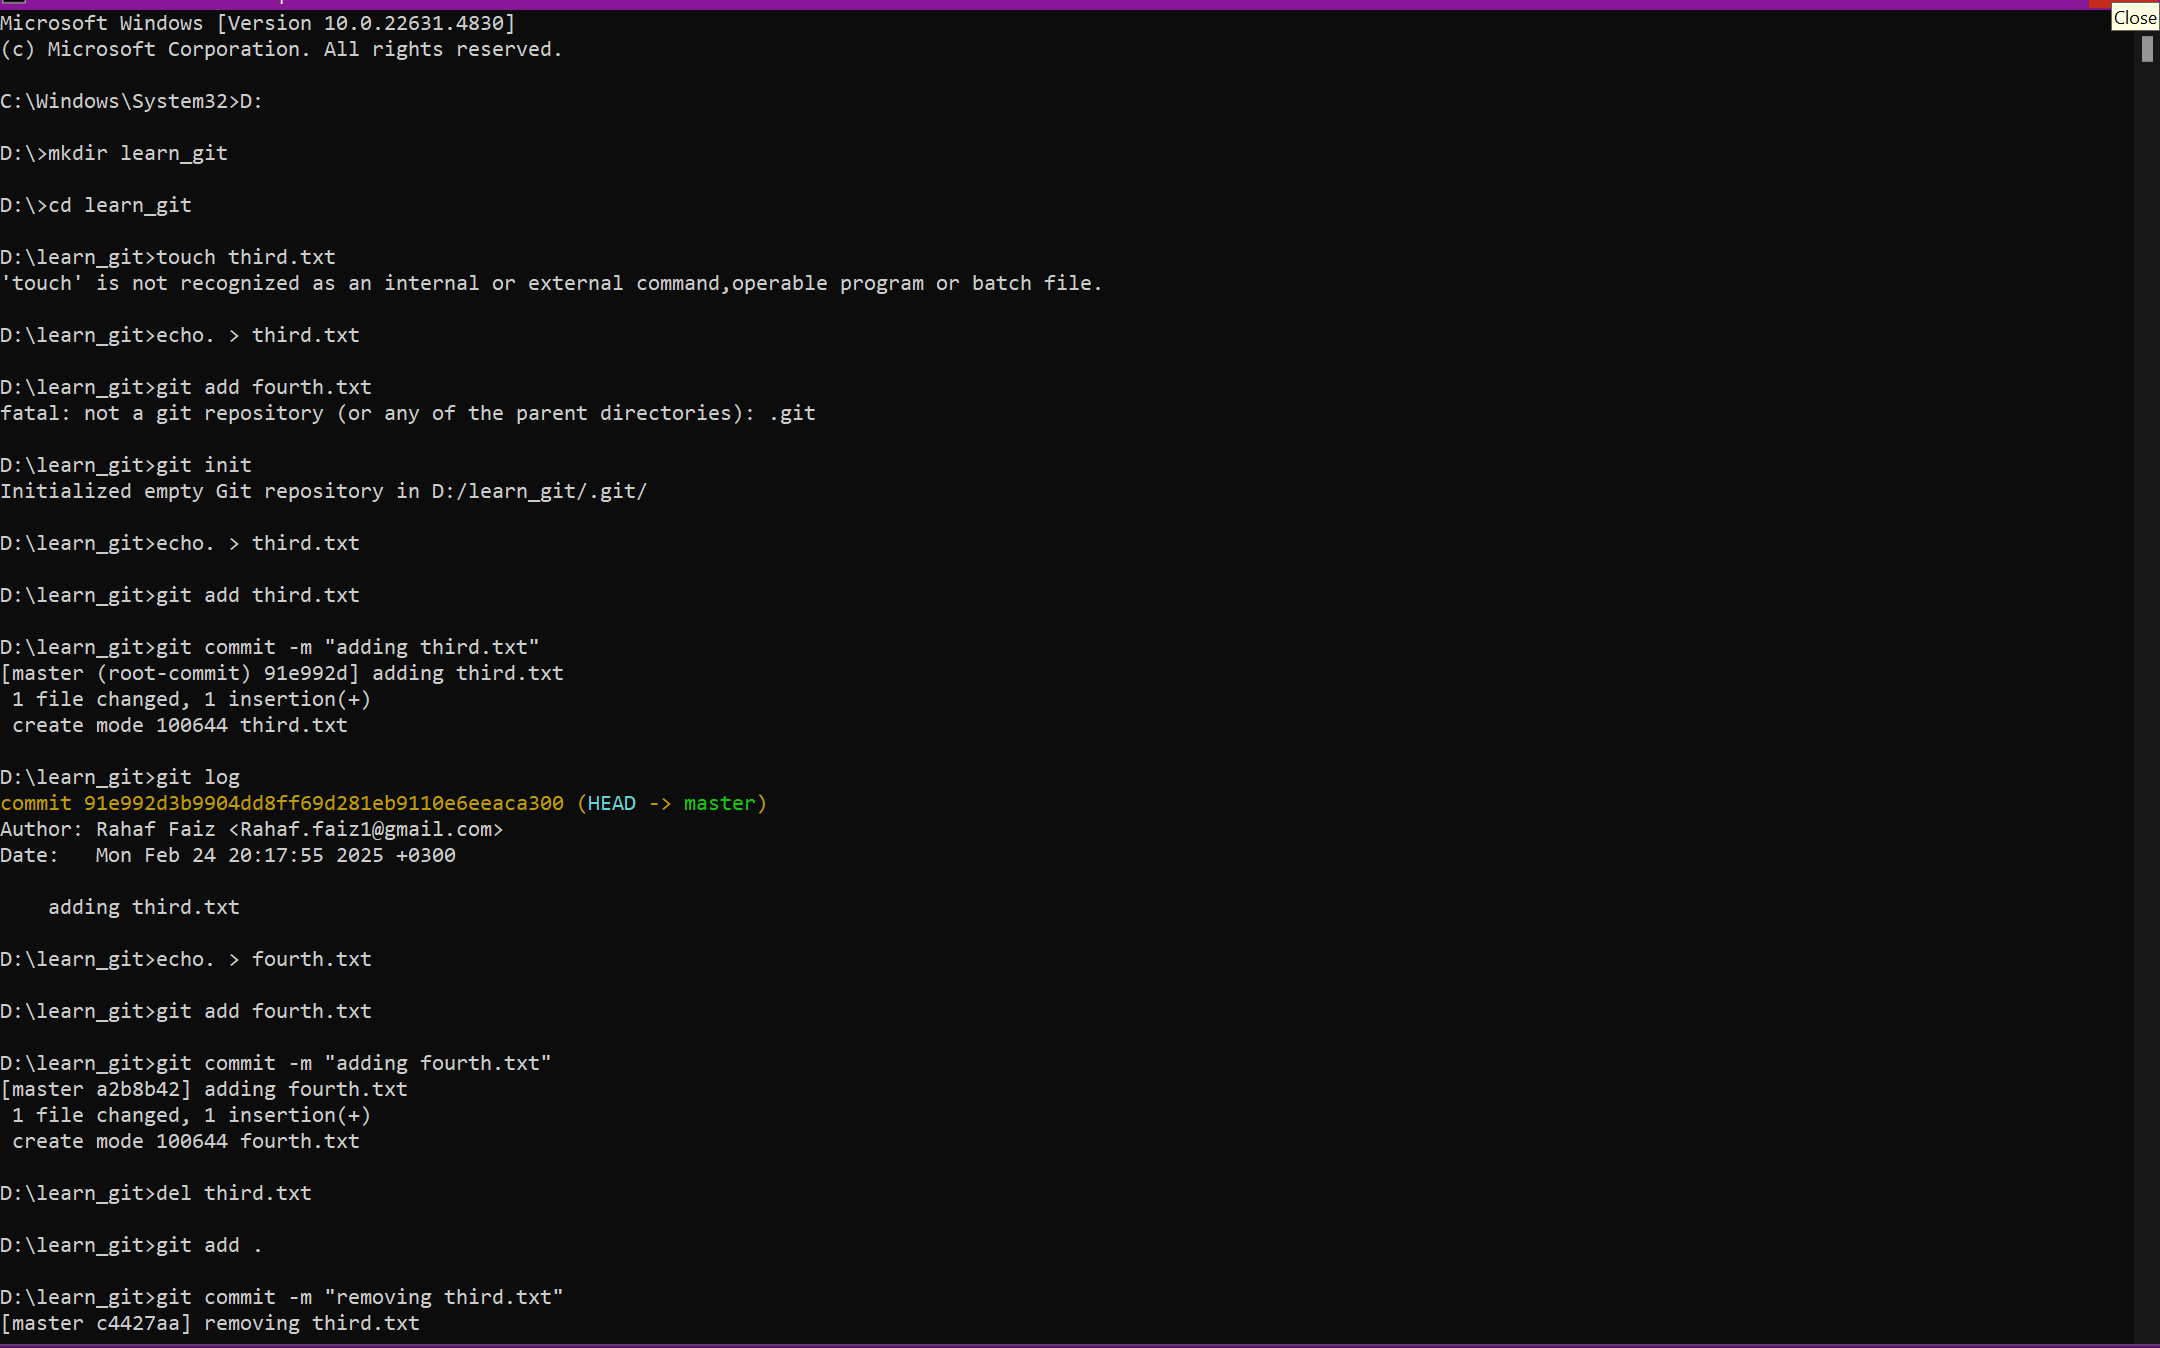 Close
Microsoft Windows [Version 10.0.22631.4830]
(c) Microsoft Corporation. All rights reserved.
C:\Windows\System32>D:
D:\>mkdir learn_git
D:\>cd learn_git
D:\learn_git>touch third.txt
'touch' is not recognized as an internal or external command,operable program or batch file.
D:\learn_git>echo. > third.txt
D:\learn_git>git add fourth.txt
fatal: not a git repository (or any of the parent directories): .git
D:\learn_git>git init
Initialized empty Git repository in D:/learn_git/.git/
D:\learn_git>echo. > third.txt
D:\learn_git>git add third.txt
D:\learn_git>git commit -m "adding third.txt"
[master (root-commit) 91e992d] adding third.txt
 1 file changed, 1 insertion(+)
 create mode 100644 third.txt
D:\learn_git>git log
commit 91e992d3b9904dd8ff69d281eb9110e6eeaca300 (HEAD -> master)
Author: Rahaf Faiz <Rahaf.faiz1@gmail.com>
Date:   Mon Feb 24 20:17:55 2025 +0300
    adding third.txt
D:\learn_git>echo. > fourth.txt
D:\learn_git>git add fourth.txt
D:\learn_git>git commit -m "adding fourth.txt"
[master a2b8b42] adding fourth.txt
 1 file changed, 1 insertion(+)
 create mode 100644 fourth.txt
D:\learn_git>del third.txt
D:\learn_git>git add .
D:\learn_git>git commit -m "removing third.txt"
[master c4427aa] removing third.txt